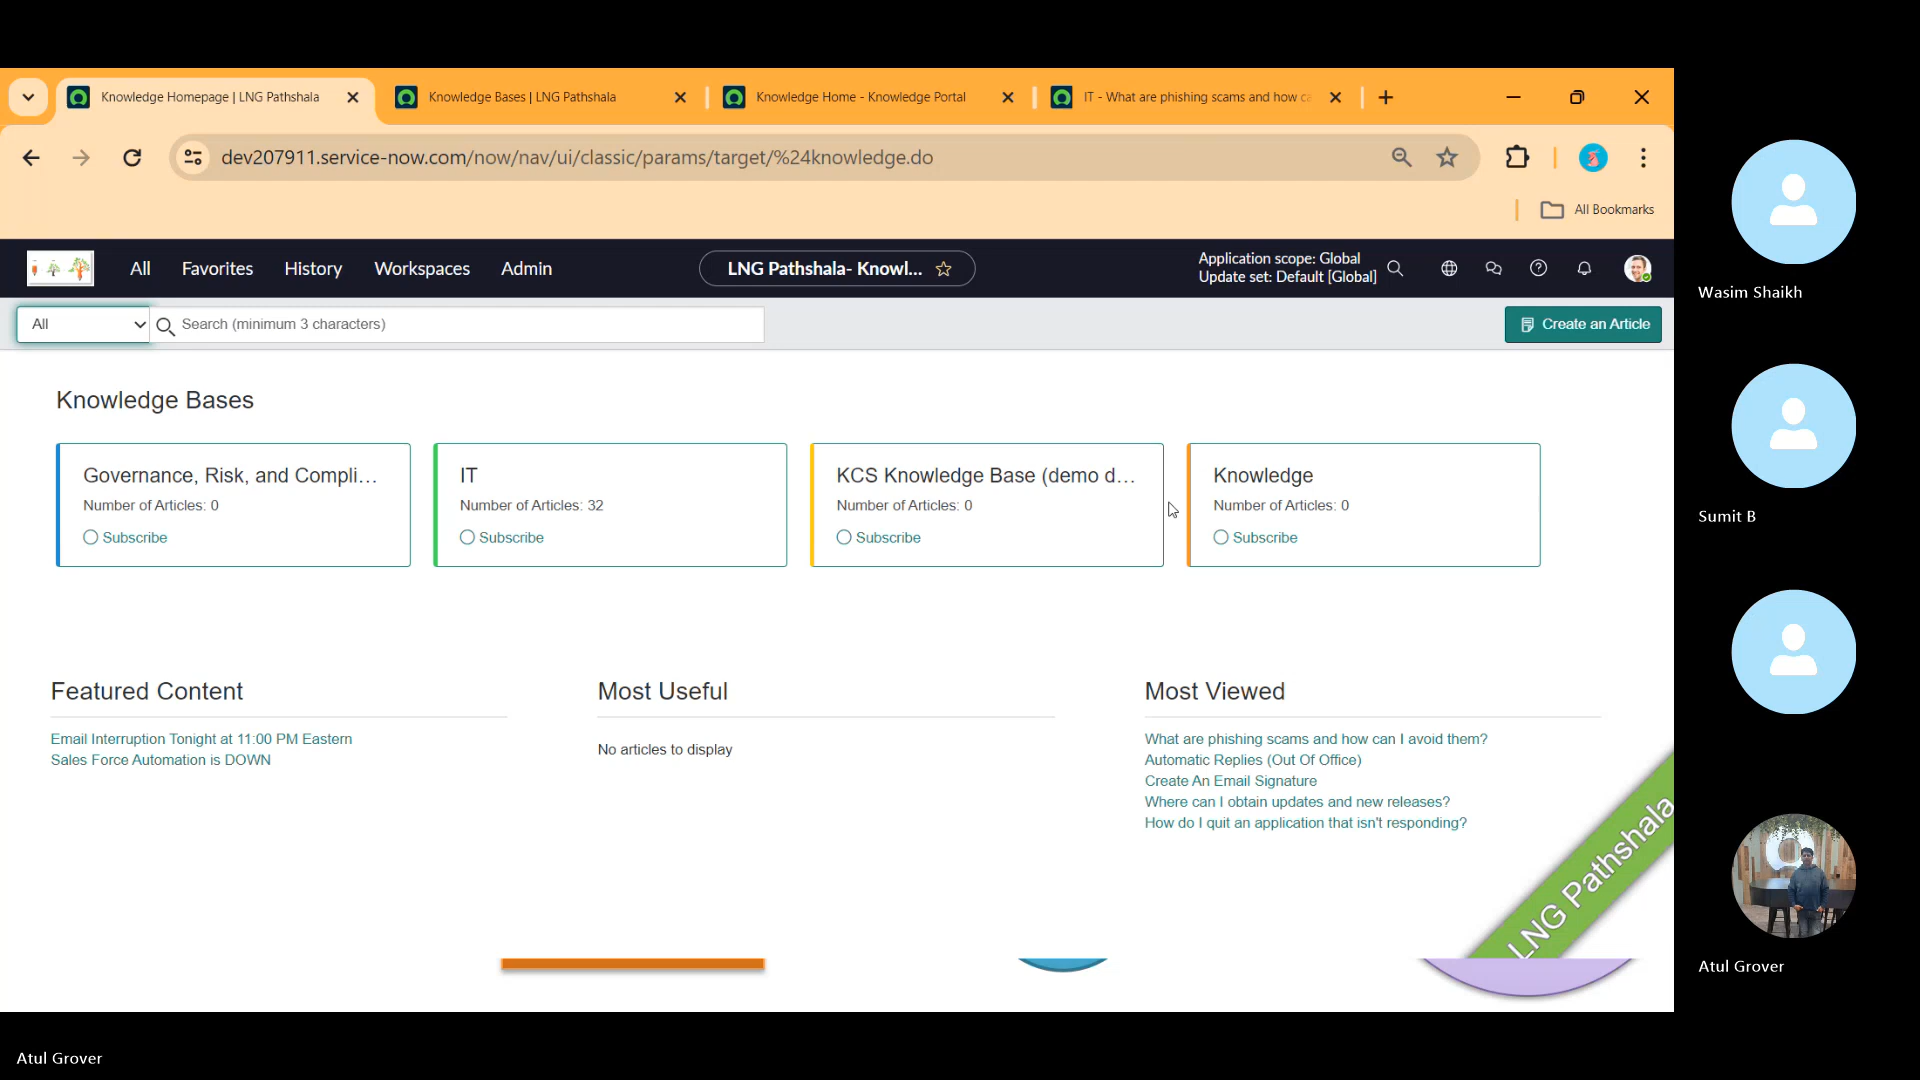 Knowledge Homepage | LNG Pathshala
Knowledge Bases | LNG Pathshala
Knowledge Home - Knowledge Portal
IT - What are phishing scams and how ca
dev207911.service-now.com/now/nav/ui/classic/params/target/%24knowledge.do
All Bookmarks
All
Favorites
History
Workspaces
Admin
LNG Pathshala- Knowl...
Application scope: Global
Update set: Default [Global]
All
Search (minimum 3 characters)
Create an Article
Knowledge Bases
Governance, Risk, and Compli...
Number of Articles: 0
Subscribe
IT
Number of Articles: 32
Subscribe
KCS Knowledge Base (demo d...
Number of Articles: 0
Subscribe
Knowledge
Number of Articles: 0
Subscribe
Featured Content
Email Interruption Tonight at 11:00 PM Eastern
Sales Force Automation is DOWN
Most Useful
No articles to display
Most Viewed
What are phishing scams and how can I avoid them?
Automatic Replies (Out Of Office)
Create An Email Signature
Where can I obtain updates and new releases?
How do I quit an application that isn't responding?
LNG Pathshala
Wasim Shaikh
Sumit B
Atul Grover
Atul Grover